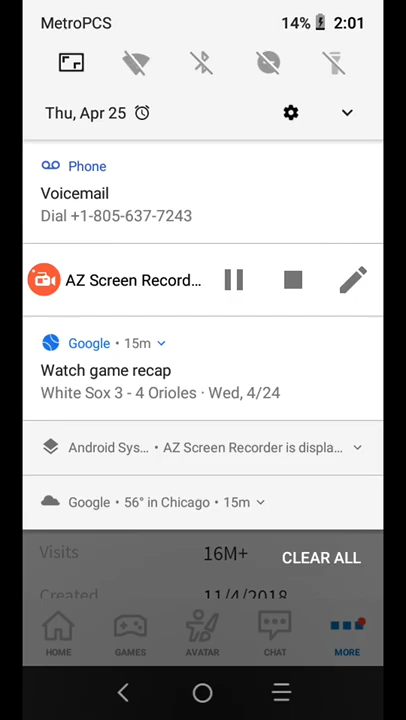 MetroPCS 14% 2:01
Thu, Apr 25
Phone
Voicemail
Dial +1-805-637-7243
AZ Screen Record...
Google • 15m
Watch game recap
White Sox 3 - 4 Orioles · Wed, 4/24
Android Sys... • AZ Screen Recorder is displa...
Google • 56° in Chicago • 15m
Visits 16M+
CLEAR ALL
Created 11/4/2018
HOME GAMES AVATAR CHAT MORE